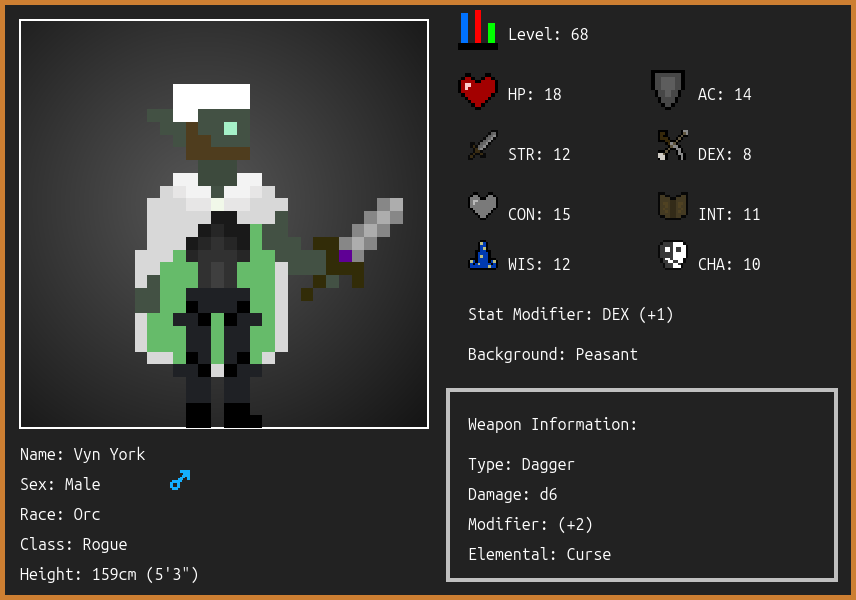 Level: 68
HP: 18
AC: 14
STR: 12
DEX: 8
CON: 15
INT: 11
WIS: 12
CHA: 10
Stat Modifier: DEX (+1)
Background: Peasant
Weapon Information:
Type: Dagger
Damage: d6
Modifier: (+2)
Elemental: Curse
Name: Vyn York
Sex: Male
Race: Orc
Class: Rogue
Height: 159cm (5'3")